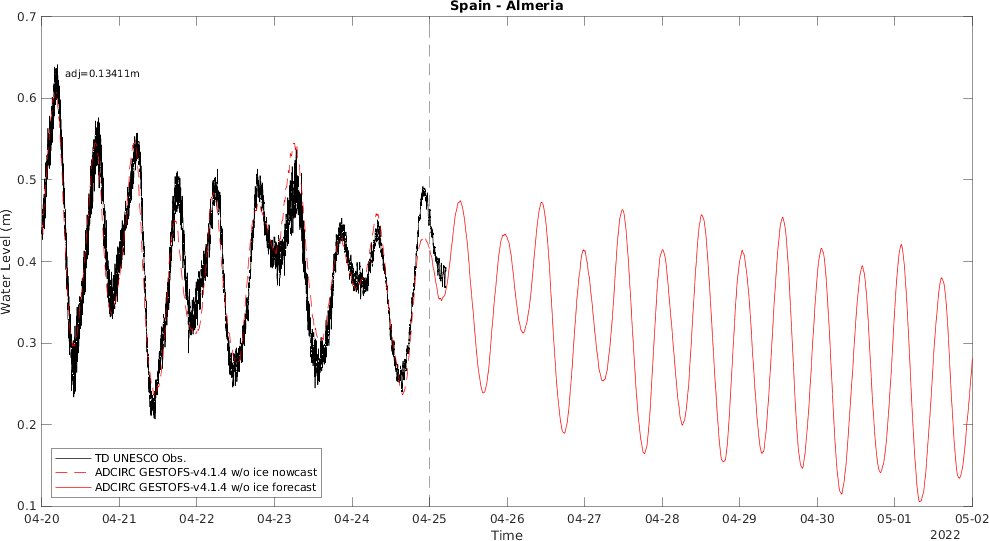 Spain - Almeria
0.7
0.6
0.5
0.4
0.3
0.2
0.1
Water Level (m)
adj=0.13411m
TD UNESCO Obs.
ADCIRC GESTOFS-v4.1.4 w/o ice nowcast
ADCIRC GESTOFS-v4.1.4 w/o ice forecast
04-20 04-21 04-22 04-23 04-24 04-25 04-26 04-27 04-28 04-29 04-30 05-01 05-02
Time
2022